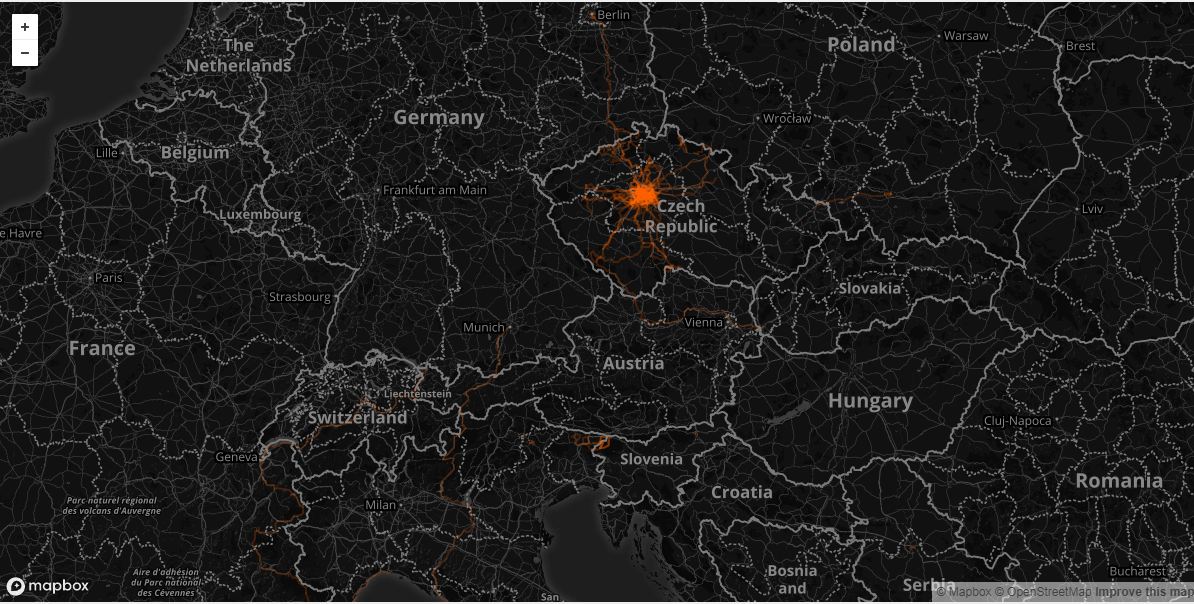 +
−
Berlin
The
Netherlands
Poland
Warsaw
Brest
Germany
Wrocław
Lille
Belgium
Frankfurt am Main
Czech
Republic
Luxembourg
Lviv
e Havre
Paris
Strasbourg
Slovakia
Munich
Vienna
France
Austria
Liechtenstein
Switzerland
Hungary
Cluj-Napoca
Geneva
Slovenia
Romania
Croatia
Milan
Parc naturel régional
des volcans d'Auvergne
Aire d'adhésion
du Parc national
des Cévennes
Bosnia
and
Bucharest
Serbia
San
mapbox
© Mapbox © OpenStreetMap Improve this map